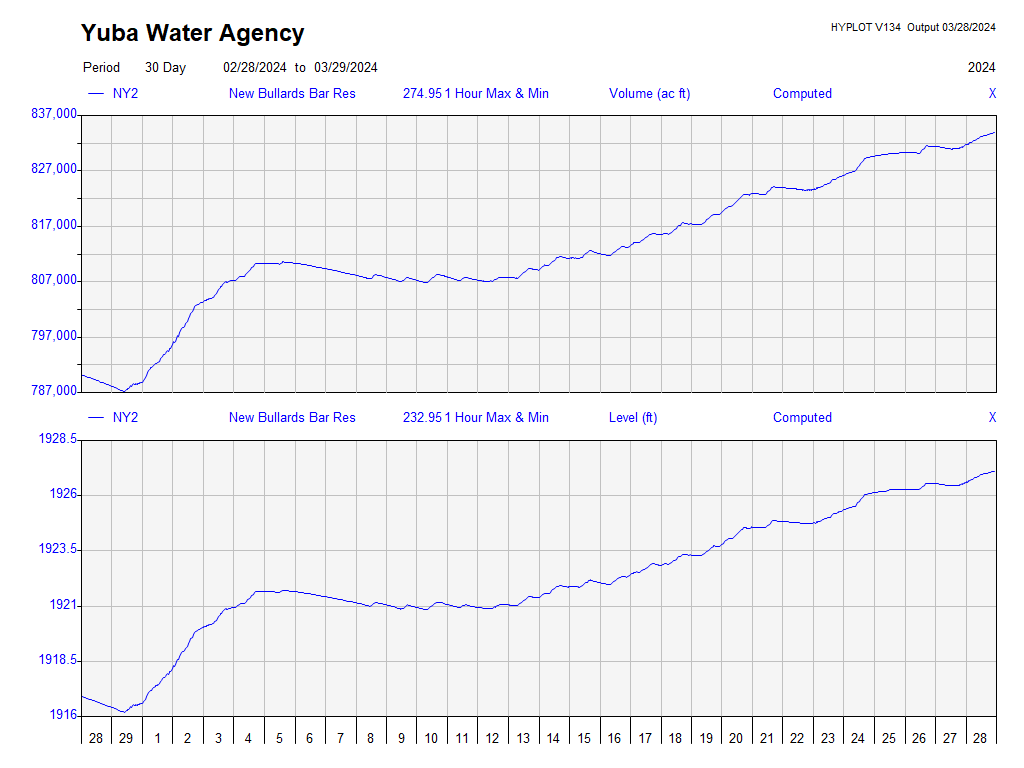 Yuba Water Agency
HYPLOT V134 Output 03/28/2024
Period 30 Day 02/28/2024 to 03/29/2024 2024
NY2 New Bullards Bar Res 274.95 1 Hour Max & Min Volume (ac ft) Computed X
837,000
827,000
817,000
807,000
797,000
787,000
NY2 New Bullards Bar Res 232.95 1 Hour Max & Min Level (ft) Computed X
1928.5
1926
1923.5
1921
1918.5
1916
28 29 1 2 3 4 5 6 7 8 9 10 11 12 13 14 15 16 17 18 19 20 21 22 23 24 25 26 27 28